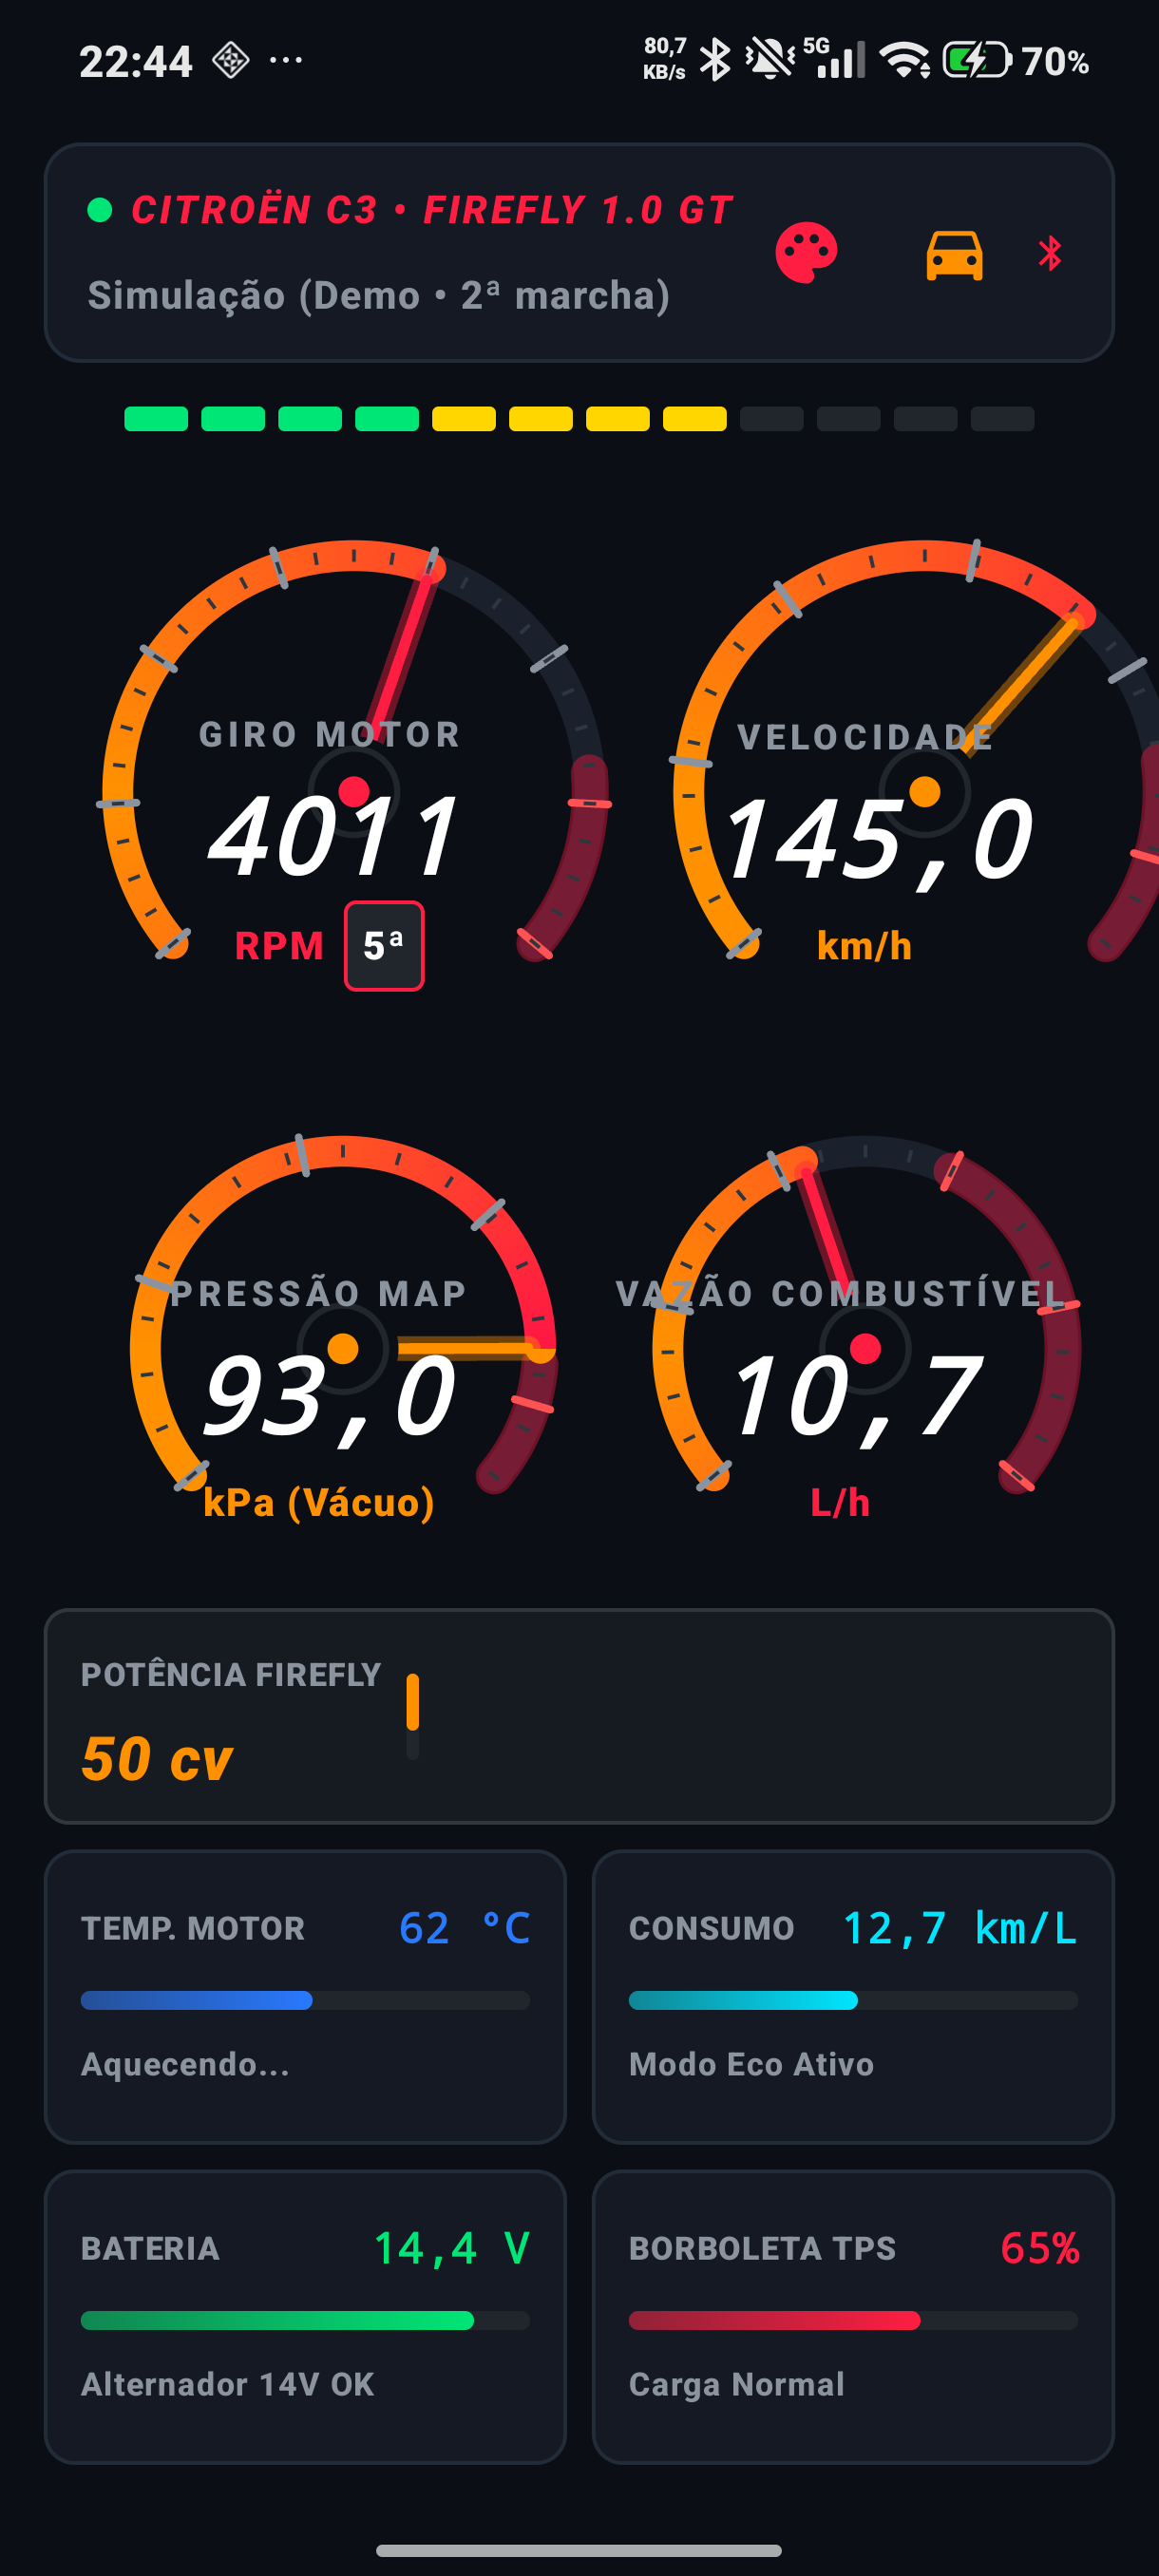 22:44 ... 80,7 KB/s 5G 70%
CITROËN C3 • FIREFLY 1.0 GT
Simulação (Demo • 2ª marcha)
GIRO MOTOR
4011
RPM 5ª
VELOCIDADE
145,0
km/h
PRESSÃO MAP
93,0
kPa (Vácuo)
VAZÃO COMBUSTÍVEL
10,7
L/h
POTÊNCIA FIREFLY
50 cv
TEMP. MOTOR 62 °C
Aquecendo...
CONSUMO 12,7 km/L
Modo Eco Ativo
BATERIA 14,4 V
Alternador 14V OK
BORBOLETA TPS 65%
Carga Normal